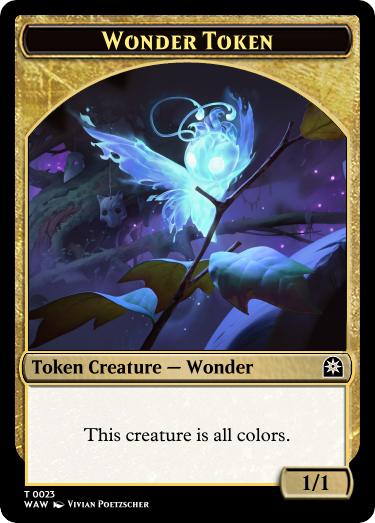 Wonder Token
Token Creature — Wonder
This creature is all colors.
1/1
T 0023
WAW Vivian Poetzscher